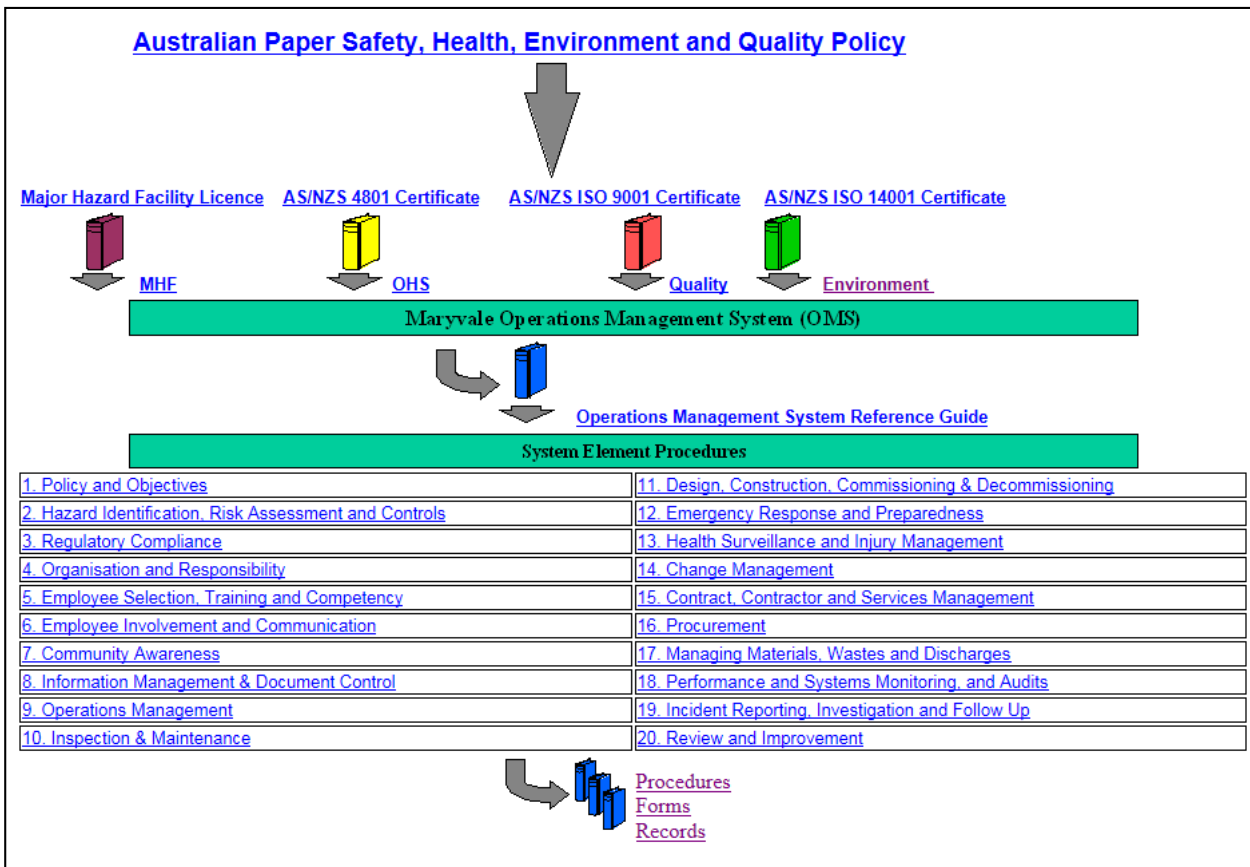 Australian Paper Safety, Health, Environment and Quality Policy
Major Hazard Facility Licence
AS/NZS 4801 Certificate
AS/NZS ISO 9001 Certificate
AS/NZS ISO 14001 Certificate
MHF
OHS
Quality
Environment
Maryvale Operations Management System (OMS)
Operations Management System Reference Guide
System Element Procedures
1. Policy and Objectives
2. Hazard Identification, Risk Assessment and Controls
3. Regulatory Compliance
4. Organisation and Responsibility
5. Employee Selection, Training and Competency
6. Employee Involvement and Communication
7. Community Awareness
8. Information Management & Document Control
9. Operations Management
10. Inspection & Maintenance
11. Design, Construction, Commissioning & Decommissioning
12. Emergency Response and Preparedness
13. Health Surveillance and Injury Management
14. Change Management
15. Contract, Contractor and Services Management
16. Procurement
17. Managing Materials, Wastes and Discharges
18. Performance and Systems Monitoring, and Audits
19. Incident Reporting, Investigation and Follow Up
20. Review and Improvement
Procedures
Forms
Records